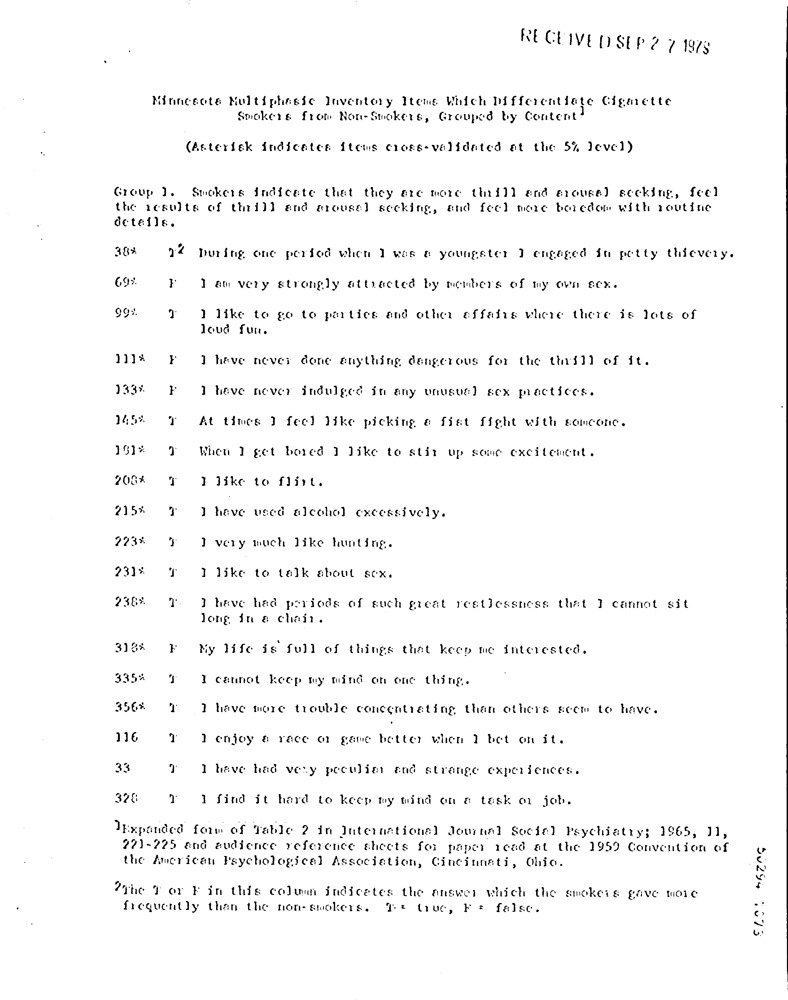 RECEIVED SEP 27 1978
Minnesota Multiphasic Inventory Items Which Differentiate Cigarette
Smokers from Non-Smokers, Grouped by Content1
(Asterisk indicates items cross-validated at the 5% level)
Group 1. Smokers indicate that they are more thrill and arousal seeking, feel
the results of thrill and arousal seeking, and feel more boredom with routine
details.
38* T2 During one period when I was a youngster I engaged in petty thievery.
69* F I am very strongly attracted by members of my own sex.
99* T I like to go to parties and other affairs where there is lots of
loud fun.
111* F I have never done anything dangerous for the thrill of it.
133* F I have never indulged in any unusual sex practices.
145* T At times I feel like picking a fist fight with someone.
181* T When I get bored I like to stir up some excitement.
208* T I like to flirt.
215* T I have used alcohol excessively.
223* T I very much like hunting.
231* T I like to talk about sex.
238* T I have had periods of such great restlessness that I cannot sit
long in a chair.
318* F My life is full of things that keep me interested.
335* T I cannot keep my mind on one thing.
356* T I have more trouble concentrating than others seem to have.
116 T I enjoy a race or game better when I bet on it.
33 T I have had very peculiar and strange experiences.
328 T I find it hard to keep my mind on a task or job.
1Expanded form of Table 2 in International Journal Social Psychiatry; 1965, 11,
221-225 and audience reference sheets for paper read at the 1959 Convention of
the American Psychological Association, Cincinnati, Ohio.
2The T or F in this column indicates the answer which the smokers gave more
frequently than the non-smokers. T = true, F = false.
50294 1073